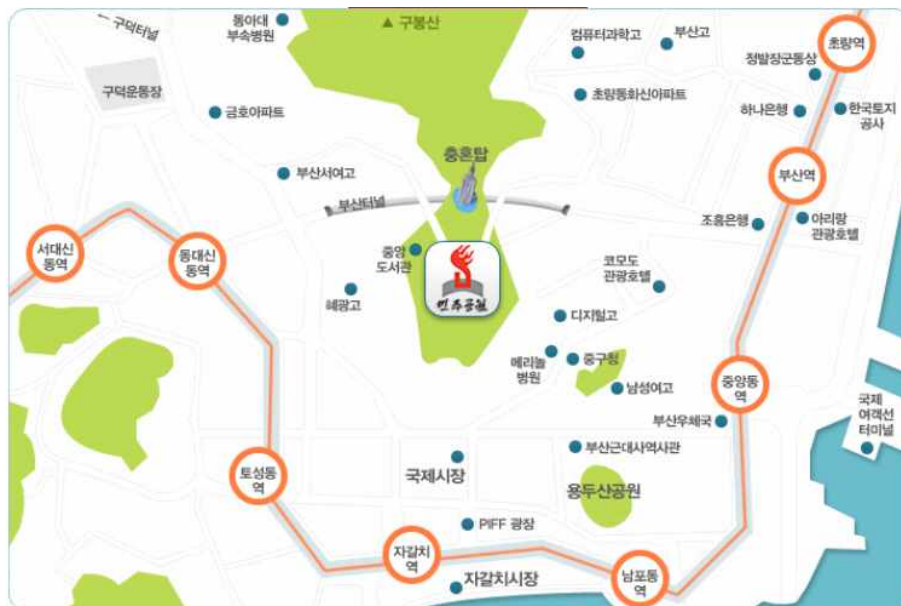 ← 구덕터널
동아대
부속병원
▲ 구봉산
컴퓨터과학고
부산고
초량역
정발장군동상
구덕운동장
금호아파트
초량동화신아파트
하나은행
한국토지
공사
충혼탑
부산서여고
부산역
부산터널
조흥은행
아리랑
관광호텔
서대신
동역
동대신
동역
중앙
도서관
민주공원
코모도
관광호텔
혜광고
디지털고
메리놀
병원
중구청
남성여고
중앙동
역
국제
여객선
터미널
부산우체국
부산근대사역사관
토성동
역
국제시장
용두산공원
PIFF 광장
자갈치
역
자갈치시장
남포동
역